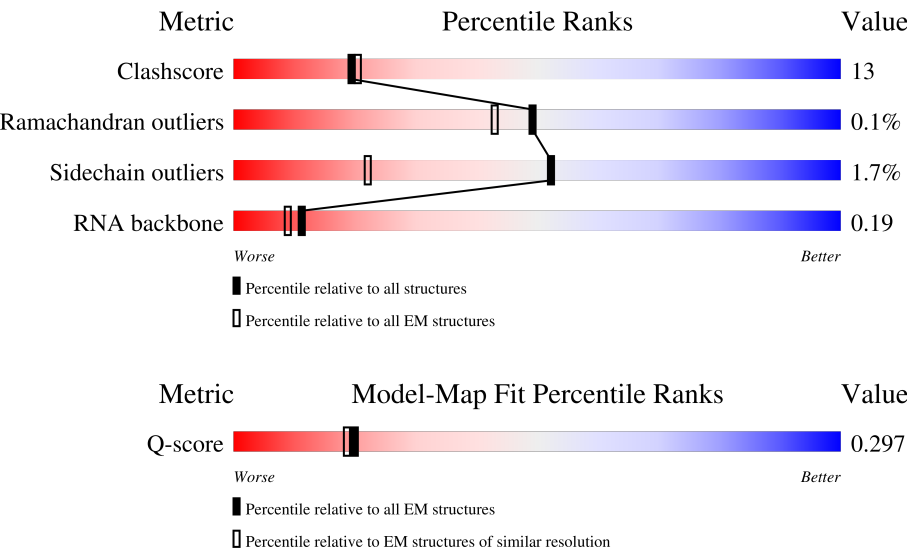 Metric Percentile Ranks Value
Clashscore 13
Ramachandran outliers 0.1%
Sidechain outliers 1.7%
RNA backbone 0.19
Worse Better
Percentile relative to all structures
Percentile relative to all EM structures
Metric Model-Map Fit Percentile Ranks Value
Q-score 0.297
Worse Better
Percentile relative to all EM structures
Percentile relative to EM structures of similar resolution